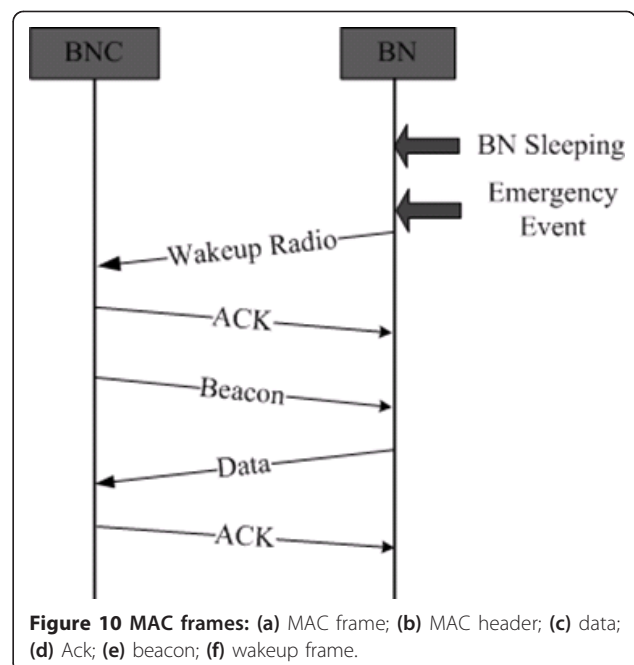 BNC
BN
BN Sleeping
Emergency
Event
Wakeup Radio
ACK
Beacon
Data
ACK
Figure 10 MAC frames: (a) MAC frame; (b) MAC header; (c) data;
(d) Ack; (e) beacon; (f) wakeup frame.